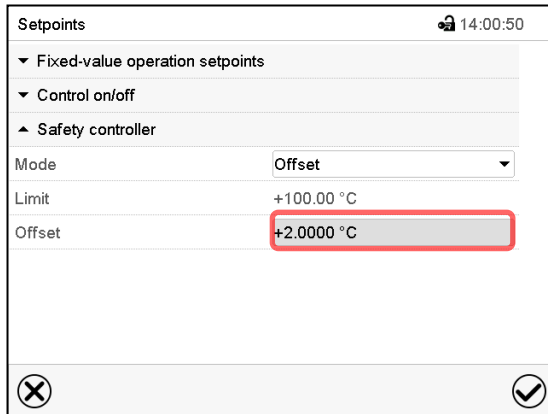 Setpoints 14:00:50
Fixed-value operation setpoints
Control on/off
Safety controller
Mode Offset
Limit +100.00 °C
Offset +2.0000 °C